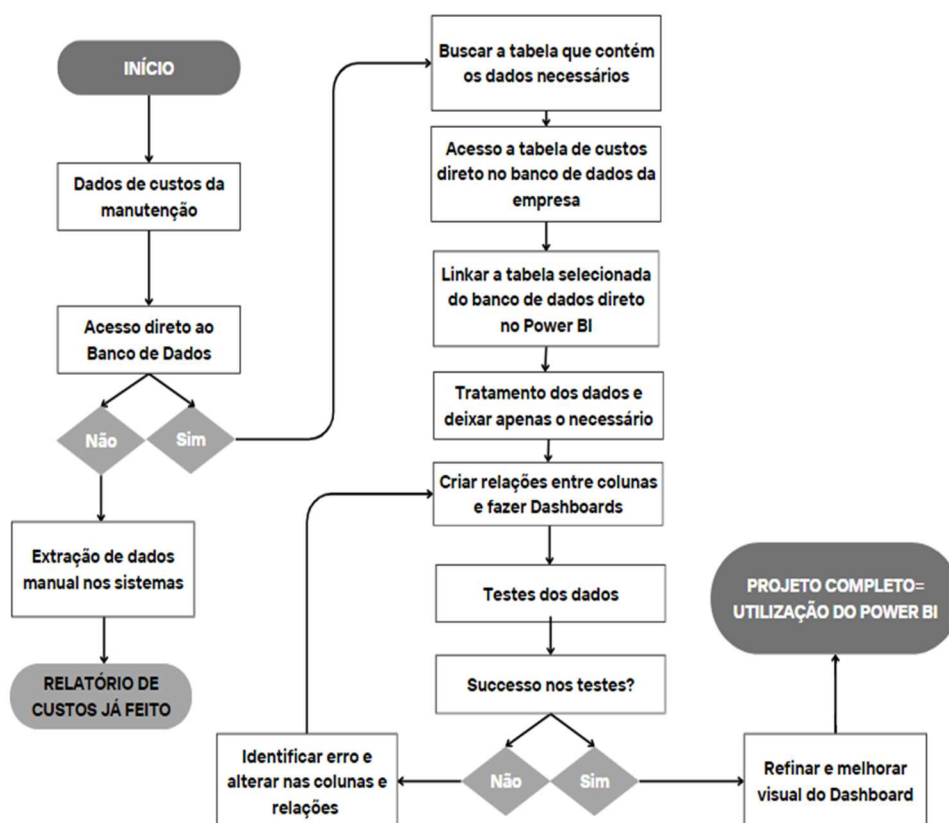 INÍCIO
Dados de custos da
manutenção
Acesso direto ao
Banco de Dados
Não
Sim
Extração de dados
manual nos sistemas
RELATÓRIO DE
CUSTOS JÁ FEITO
Buscar a tabela que contém
os dados necessários
Acesso a tabela de custos
direto no banco de dados da
empresa
Linkar a tabela selecionada
do banco de dados direto
no Power BI
Tratamento dos dados e
deixar apenas o necessário
Criar relações entre colunas
e fazer Dashboards
Testes dos dados
Successo nos testes?
Não
Sim
Identificar erro e
alterar nas colunas e
relações
Refinar e melhorar
visual do Dashboard
PROJETO COMPLETO=
UTILIZAÇÃO DO POWER BI